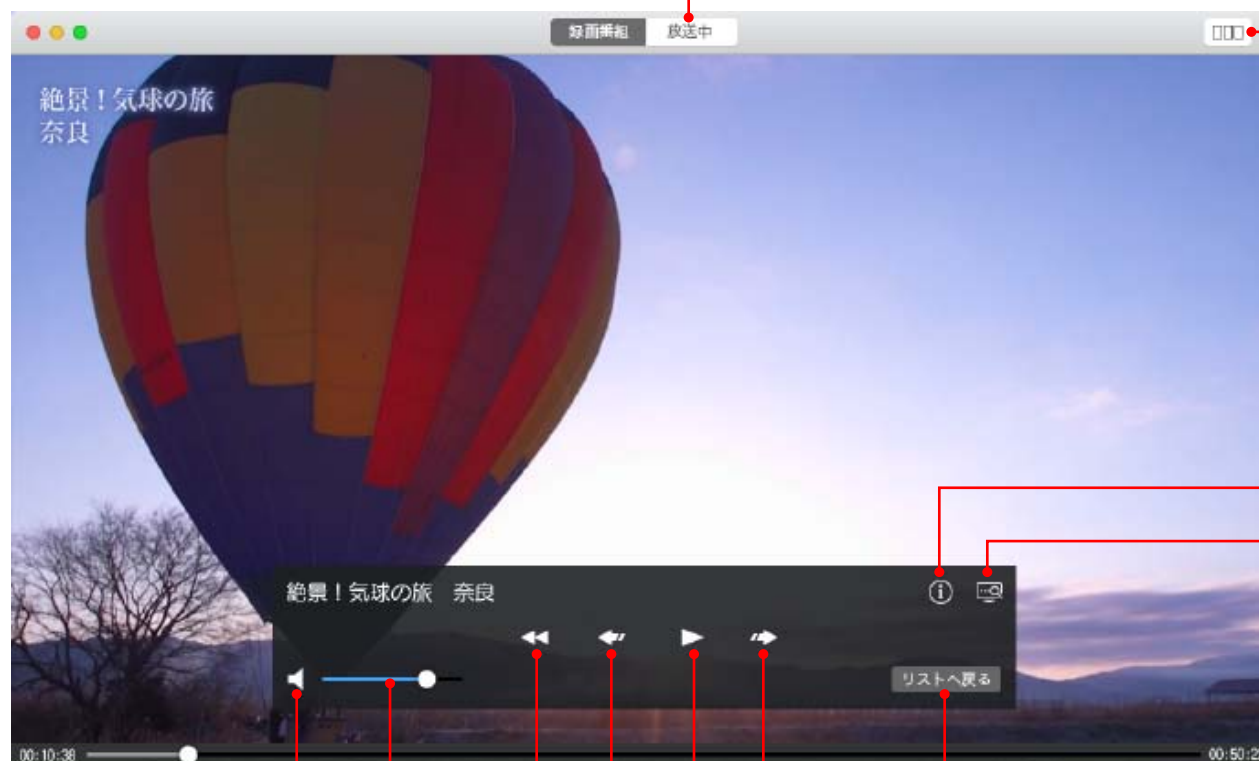 録画番組 放送中
絶景！気球の旅
奈良
絶景！気球の旅　奈良
リストへ戻る
00:10:38